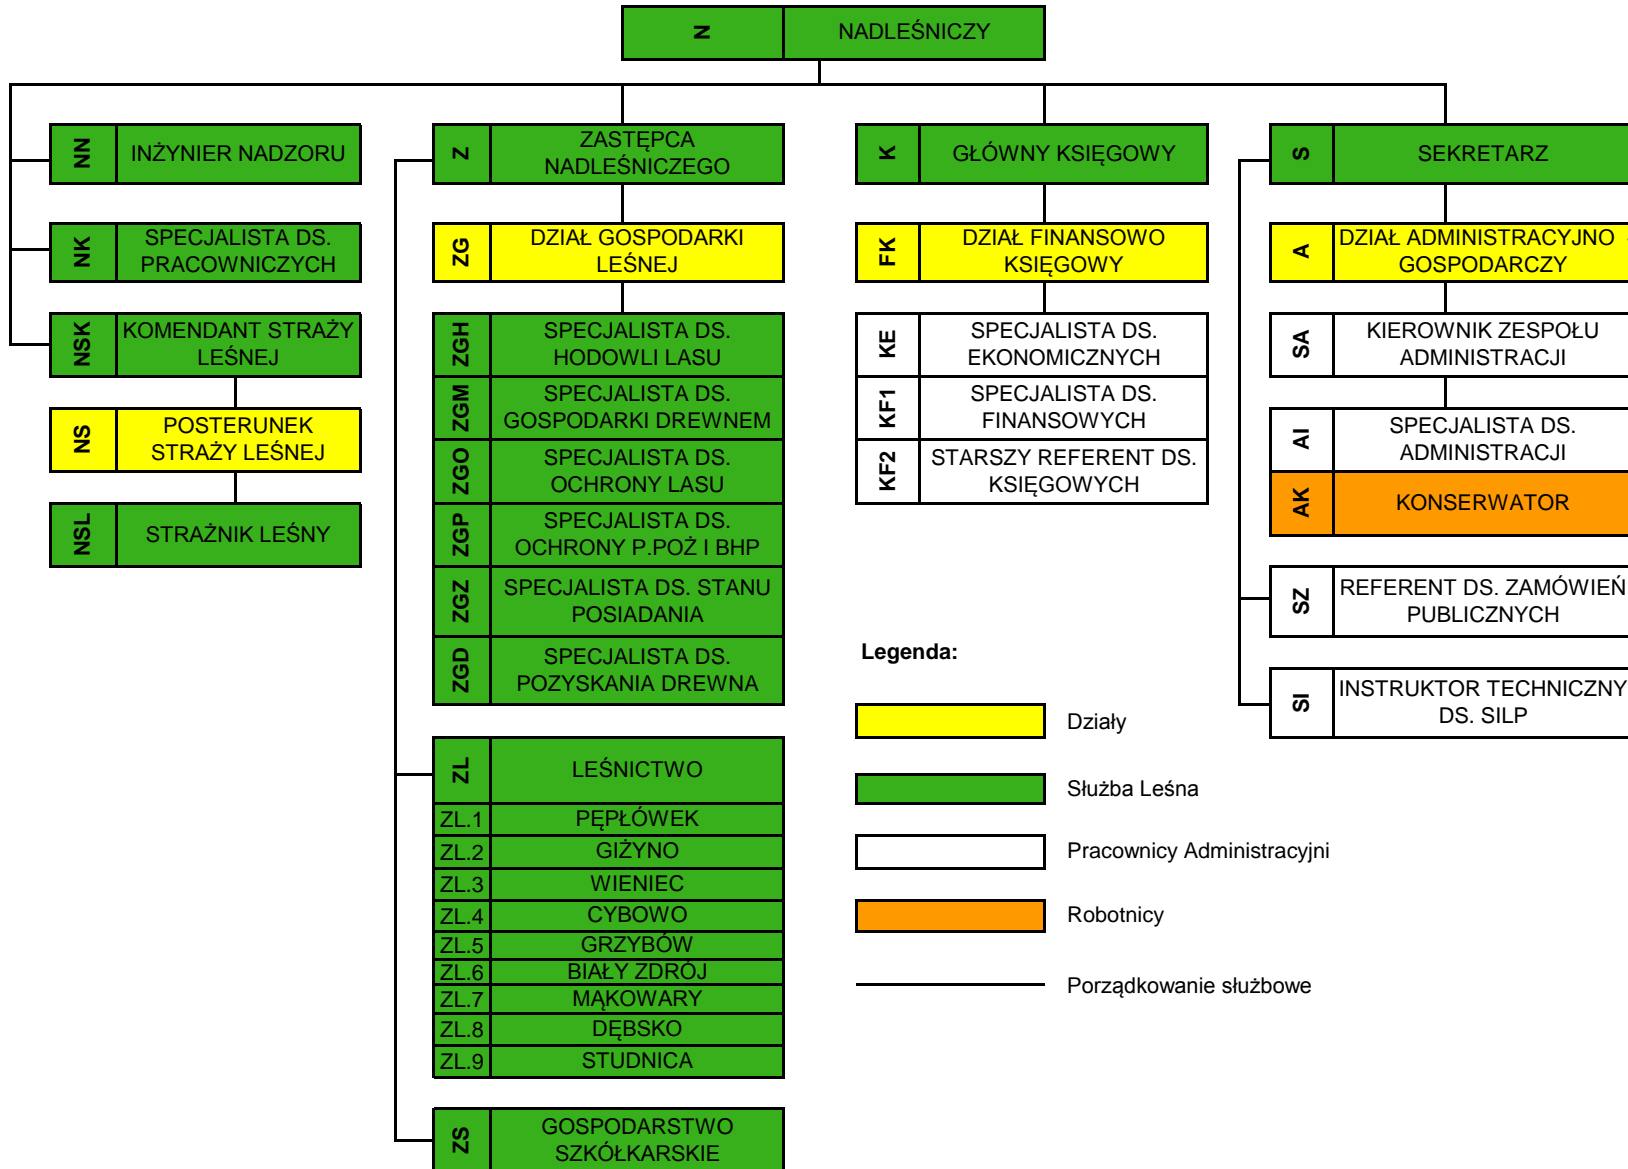 N NADLEŚNICZY
NN INŻYNIER NADZORU
NK SPECJALISTA DS.
PRACOWNICZYCH
NSK KOMENDANT STRAŻY
LEŚNEJ
NS POSTERUNEK
STRAŻY LEŚNEJ
NSL STRAŻNIK LEŚNY
Z ZASTĘPCA
NADLEŚNICZEGO
ZG DZIAŁ GOSPODARKI
LEŚNEJ
ZGH SPECJALISTA DS.
HODOWLI LASU
ZGM SPECJALISTA DS.
GOSPODARKI DREWNEM
ZGO SPECJALISTA DS.
OCHRONY LASU
ZGP SPECJALISTA DS.
OCHRONY P.POŻ I BHP
ZGZ SPECJALISTA DS. STANU
POSIADANIA
ZGD SPECJALISTA DS.
POZYSKANIA DREWNA
ZL LEŚNICTWO
ZL.1 PĘPŁÓWEK
ZL.2 GIŻYNO
ZL.3 WIENIEC
ZL.4 CYBOWO
ZL.5 GRZYBÓW
ZL.6 BIAŁY ZDRÓJ
ZL.7 MĄKOWARY
ZL.8 DĘBSKO
ZL.9 STUDNICA
ZS GOSPODARSTWO
SZKÓŁKARSKIE
K GŁÓWNY KSIĘGOWY
FK DZIAŁ FINANSOWO
KSIĘGOWY
KE SPECJALISTA DS.
EKONOMICZNYCH
KF1 SPECJALISTA DS.
FINANSOWYCH
KF2 STARSZY REFERENT DS.
KSIĘGOWYCH
S SEKRETARZ
A DZIAŁ ADMINISTRACYJNO -
GOSPODARCZY
SA KIEROWNIK ZESPOŁU
ADMINISTRACJI
AI SPECJALISTA DS.
ADMINISTRACJI
AK KONSERWATOR
SZ REFERENT DS. ZAMÓWIEŃ
PUBLICZNYCH
SI INSTRUKTOR TECHNICZNY
DS. SILP
Legenda:
Działy
Służba Leśna
Pracownicy Administracyjni
Robotnicy
Porządkowanie służbowe